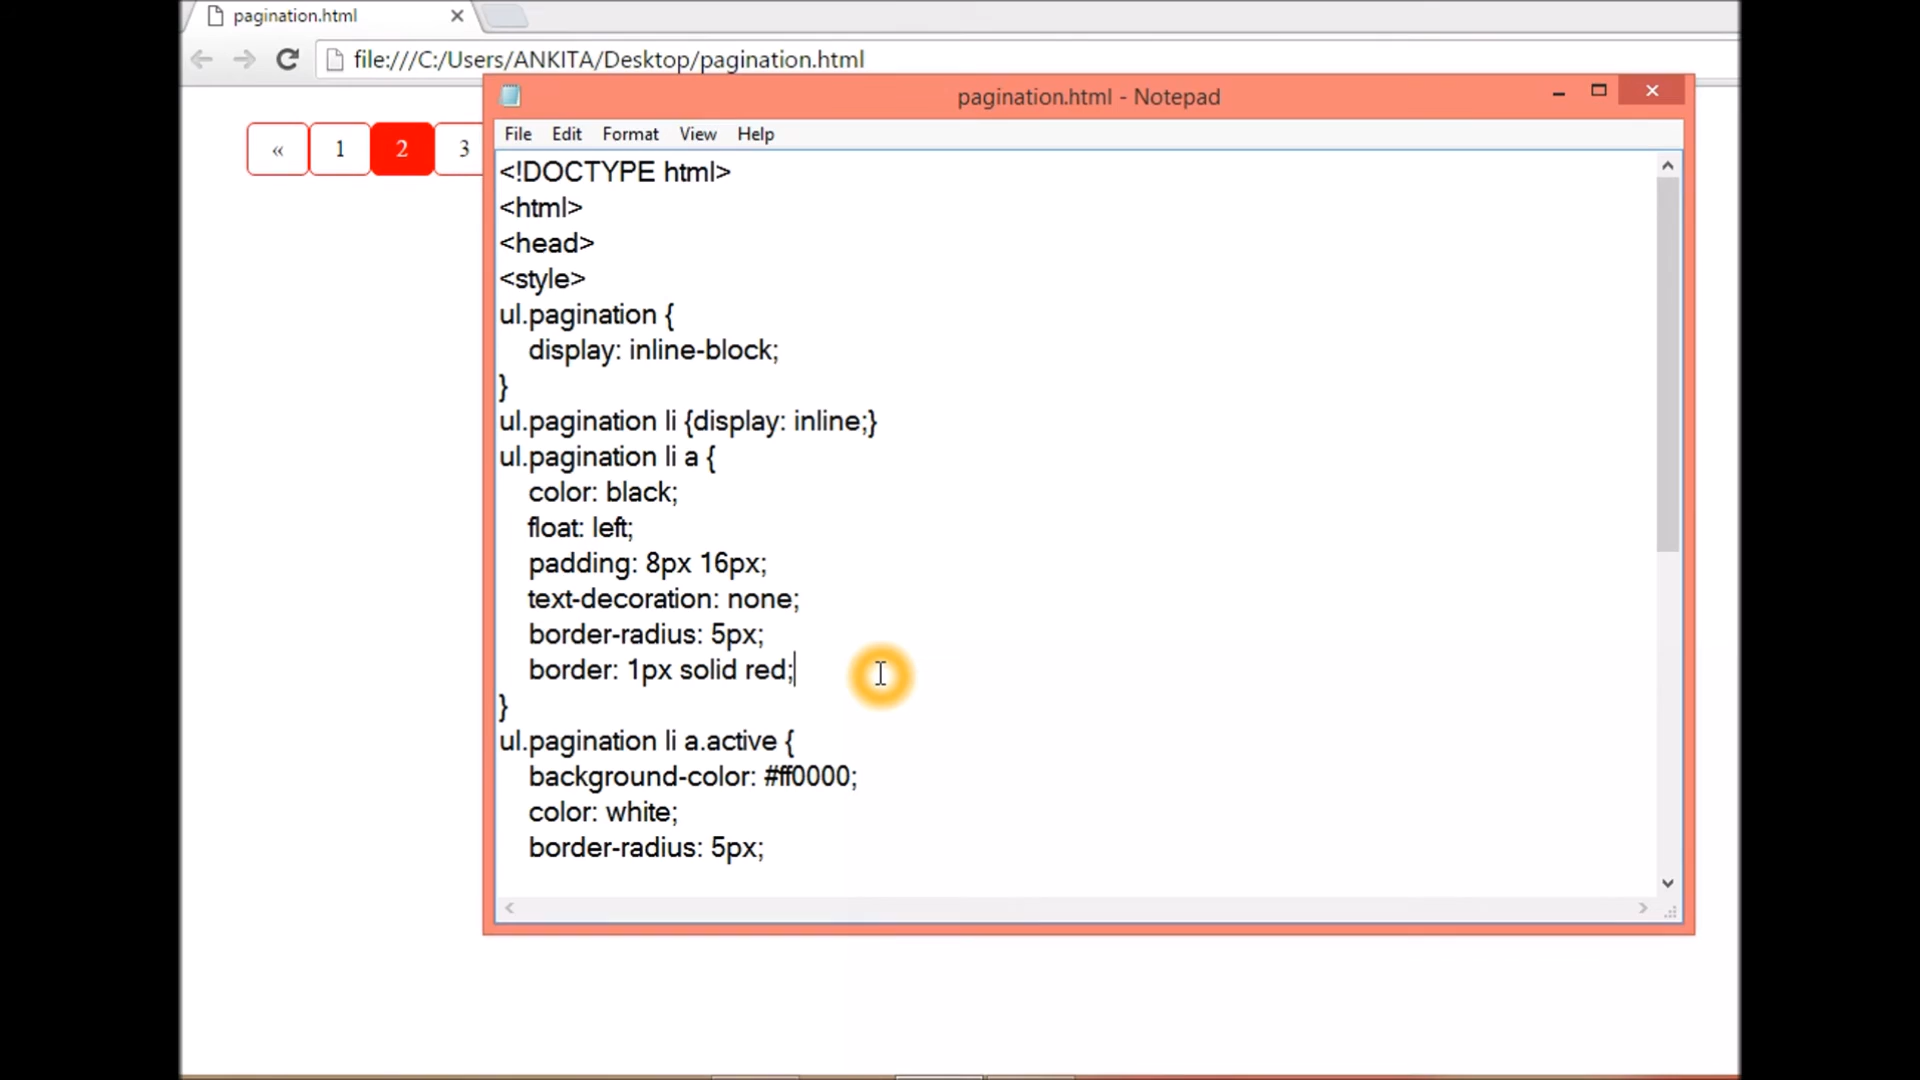 pagination.html
file:///C:/Users/ANKITA/Desktop/pagination.html
« 1 2 3
pagination.html - Notepad
File Edit Format View Help
<!DOCTYPE html>
<html>
<head>
<style>
ul.pagination {
    display: inline-block;
}
ul.pagination li {display: inline;}
ul.pagination li a {
    color: black;
    float: left;
    padding: 8px 16px;
    text-decoration: none;
    border-radius: 5px;
    border: 1px solid red;
}
ul.pagination li a.active {
    background-color: #ff0000;
    color: white;
    border-radius: 5px;